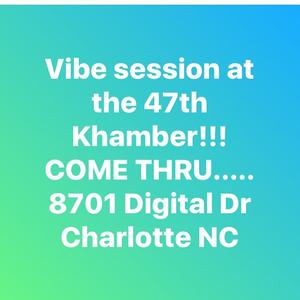 Vibe session at
the 47th
Khamber!!!
COME THRU.....
8701 Digital Dr
Charlotte NC